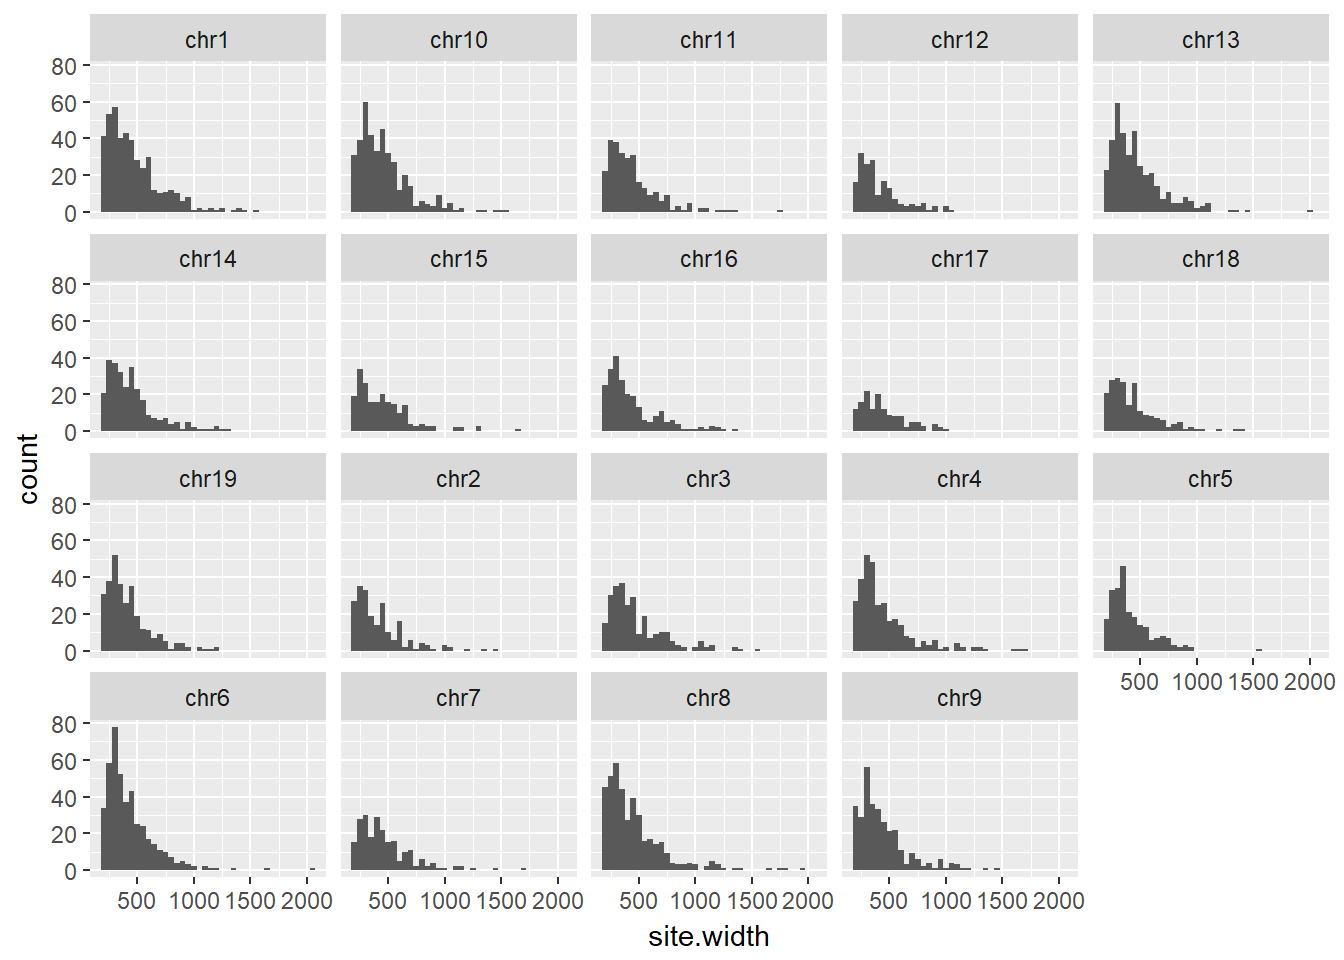 chr1 chr10 chr11 chr12 chr13
80
60
40
20
0
chr14 chr15 chr16 chr17 chr18
80
60
40
20
0
count
chr19 chr2 chr3 chr4 chr5
80
60
40
20
0
500 1000 1500 2000
chr6 chr7 chr8 chr9
80
60
40
20
0
500 1000 1500 2000 500 1000 1500 2000 500 1000 1500 2000 500 1000 1500 2000
site.width